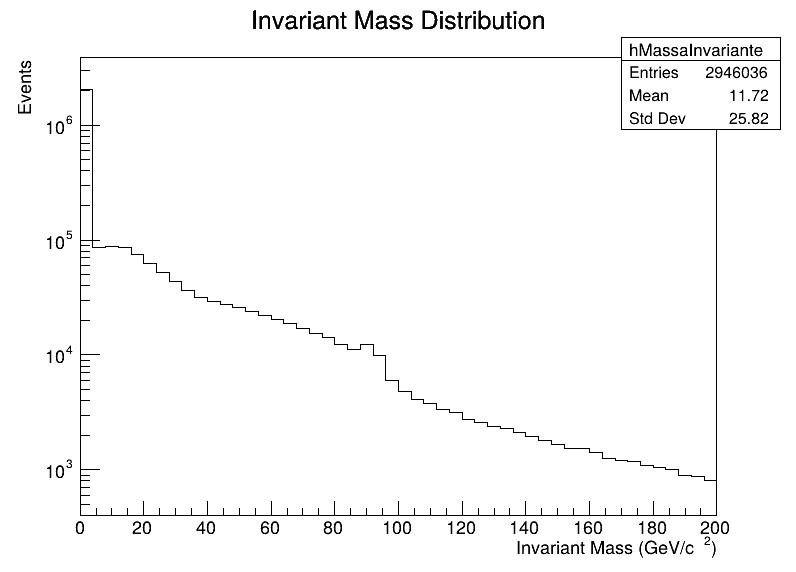 Invariant Mass Distribution
hMassaInvariante
Entries 2946036
Mean 11.72
Std Dev 25.82
Events
10^6
10^5
10^4
10^3
0 20 40 60 80 100 120 140 160 180 200
Invariant Mass (GeV/c ^2)